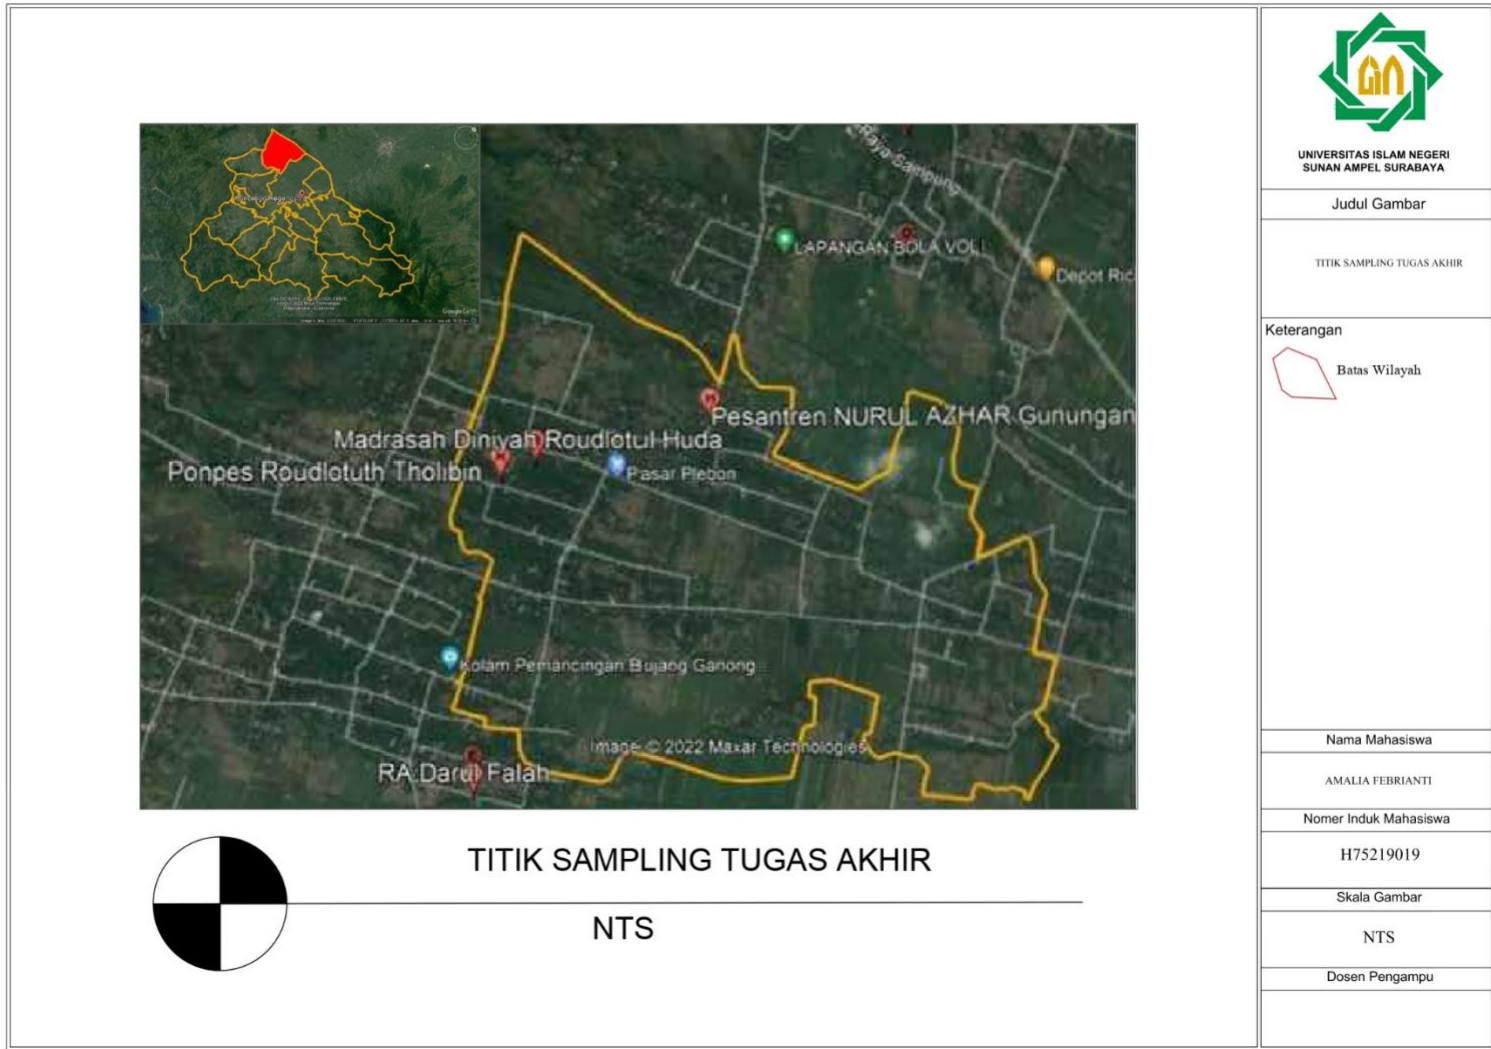 Raya Sampung
LAPANGAN BOLA VOLI
Depot Ric
Pesantren NURUL AZHAR Gunungan
Madrasah Diniyah Roudlotul Huda
Ponpes Roudlotuth Tholibin
Pasar Plebon
Kolam Pemancingan Bujang Ganong
Image © 2022 Maxar Technologies
RA Darul Falah
TITIK SAMPLING TUGAS AKHIR
NTS
UNIVERSITAS ISLAM NEGERI
SUNAN AMPEL SURABAYA
Judul Gambar
TITIK SAMPLING TUGAS AKHIR
Keterangan
Batas Wilayah
Nama Mahasiswa
AMALIA FEBRIANTI
Nomer Induk Mahasiswa
H75219019
Skala Gambar
NTS
Dosen Pengampu